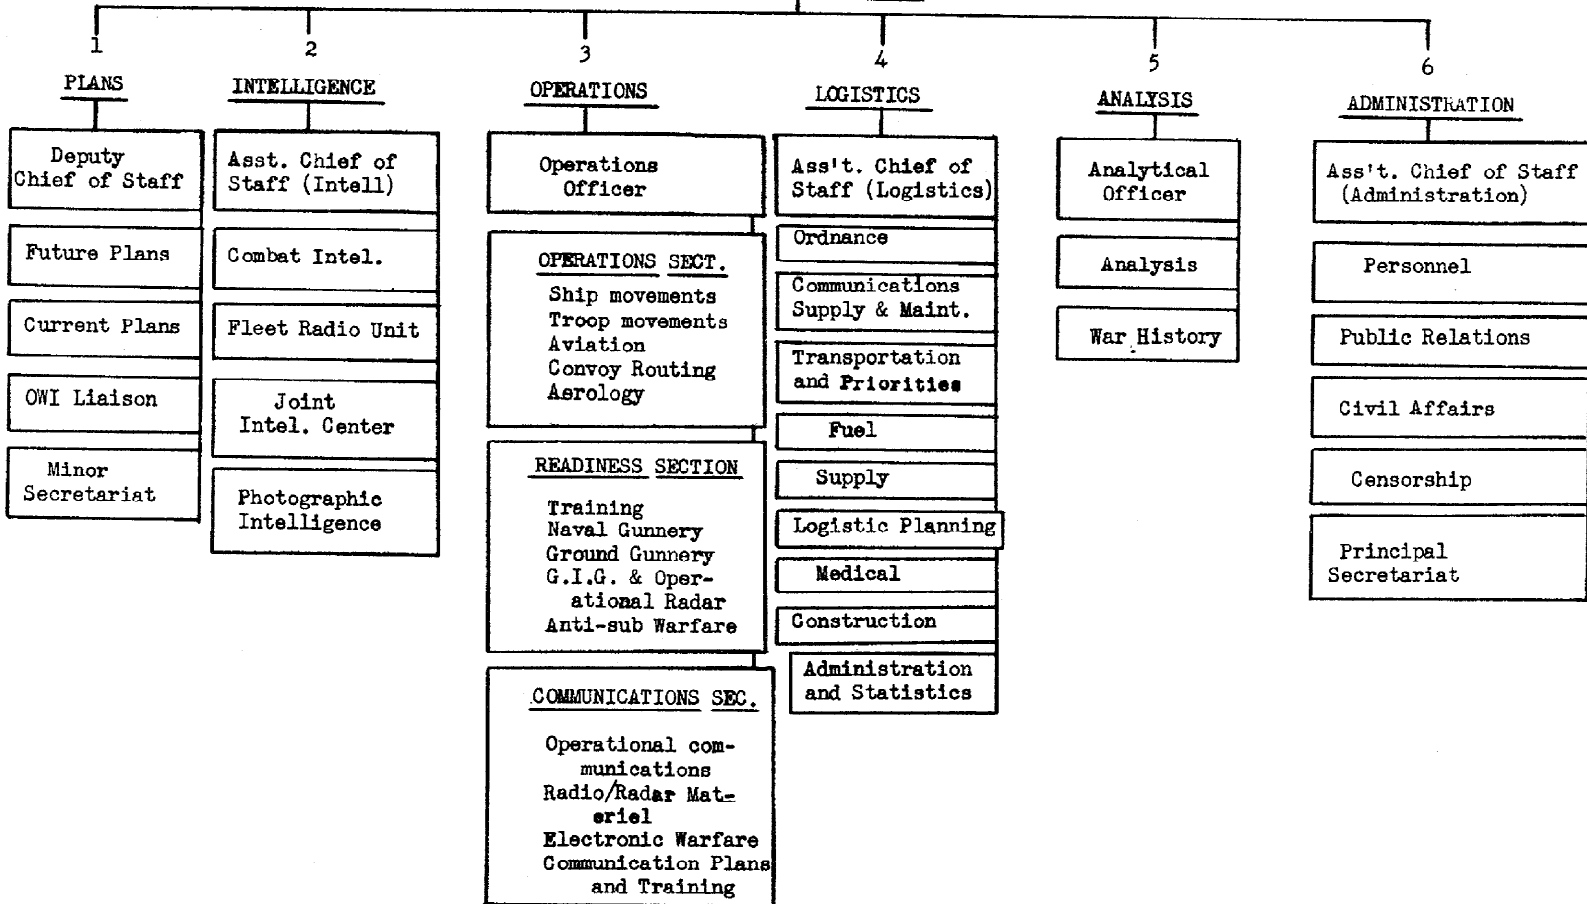 1
PLANS
Deputy
Chief of Staff
Future Plans
Current Plans
OWI Liaison
Minor
Secretariat
2
INTELLIGENCE
Asst. Chief of
Staff (Intell)
Combat Intel.
Fleet Radio Unit
Joint
Intel. Center
Photographic
Intelligence
3
OPERATIONS
Operations
Officer
OPERATIONS SECT.
Ship movements
Troop movements
Aviation
Convoy Routing
Aerology
READINESS SECTION
Training
Naval Gunnery
Ground Gunnery
G.I.G. & Oper-
ational Radar
Anti-sub Warfare
COMMUNICATIONS SEC.
Operational com-
munications
Radio/Radar Mat-
eriel
Electronic Warfare
Communication Plans
and Training
4
LOGISTICS
Ass't. Chief of
Staff (Logistics)
Ordnance
Communications
Supply & Maint.
Transportation
and Priorities
Fuel
Supply
Logistic Planning
Medical
Construction
Administration
and Statistics
5
ANALYSIS
Analytical
Officer
Analysis
War History
6
ADMINISTRATION
Ass't. Chief of Staff
(Administration)
Personnel
Public Relations
Civil Affairs
Censorship
Principal
Secretariat